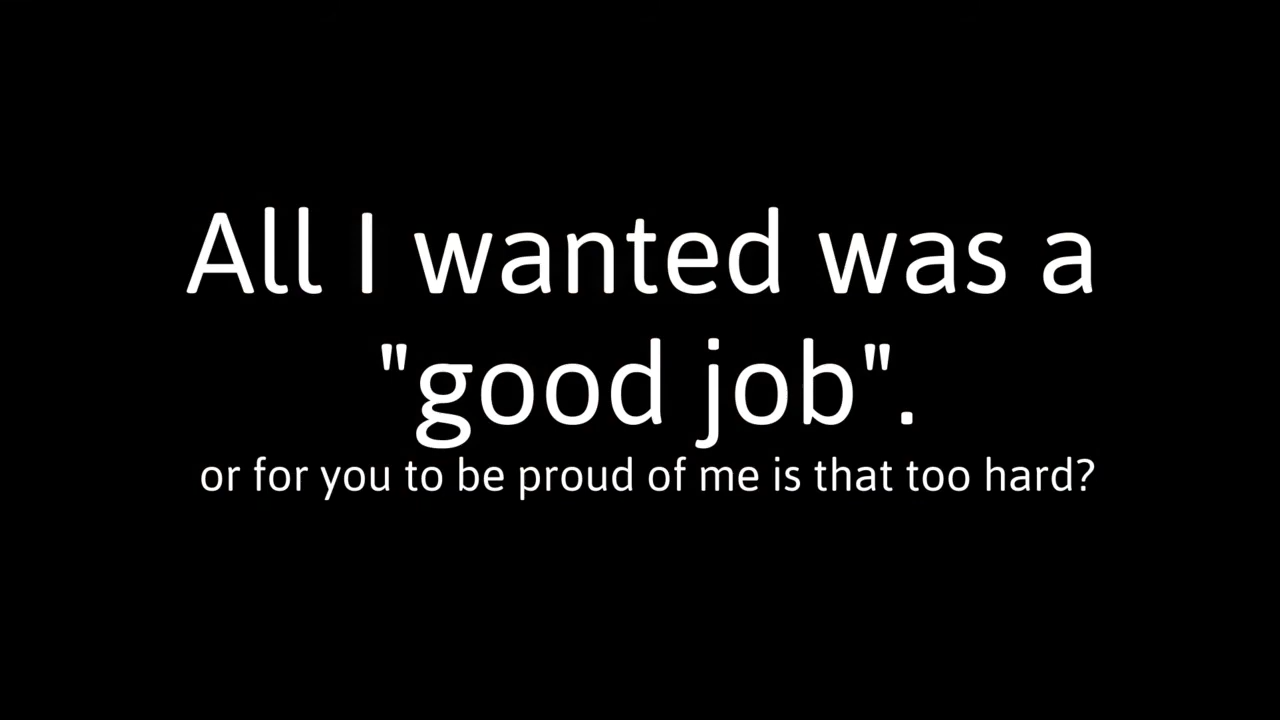 All I wanted was a
"good job".
or for you to be proud of me is that too hard?